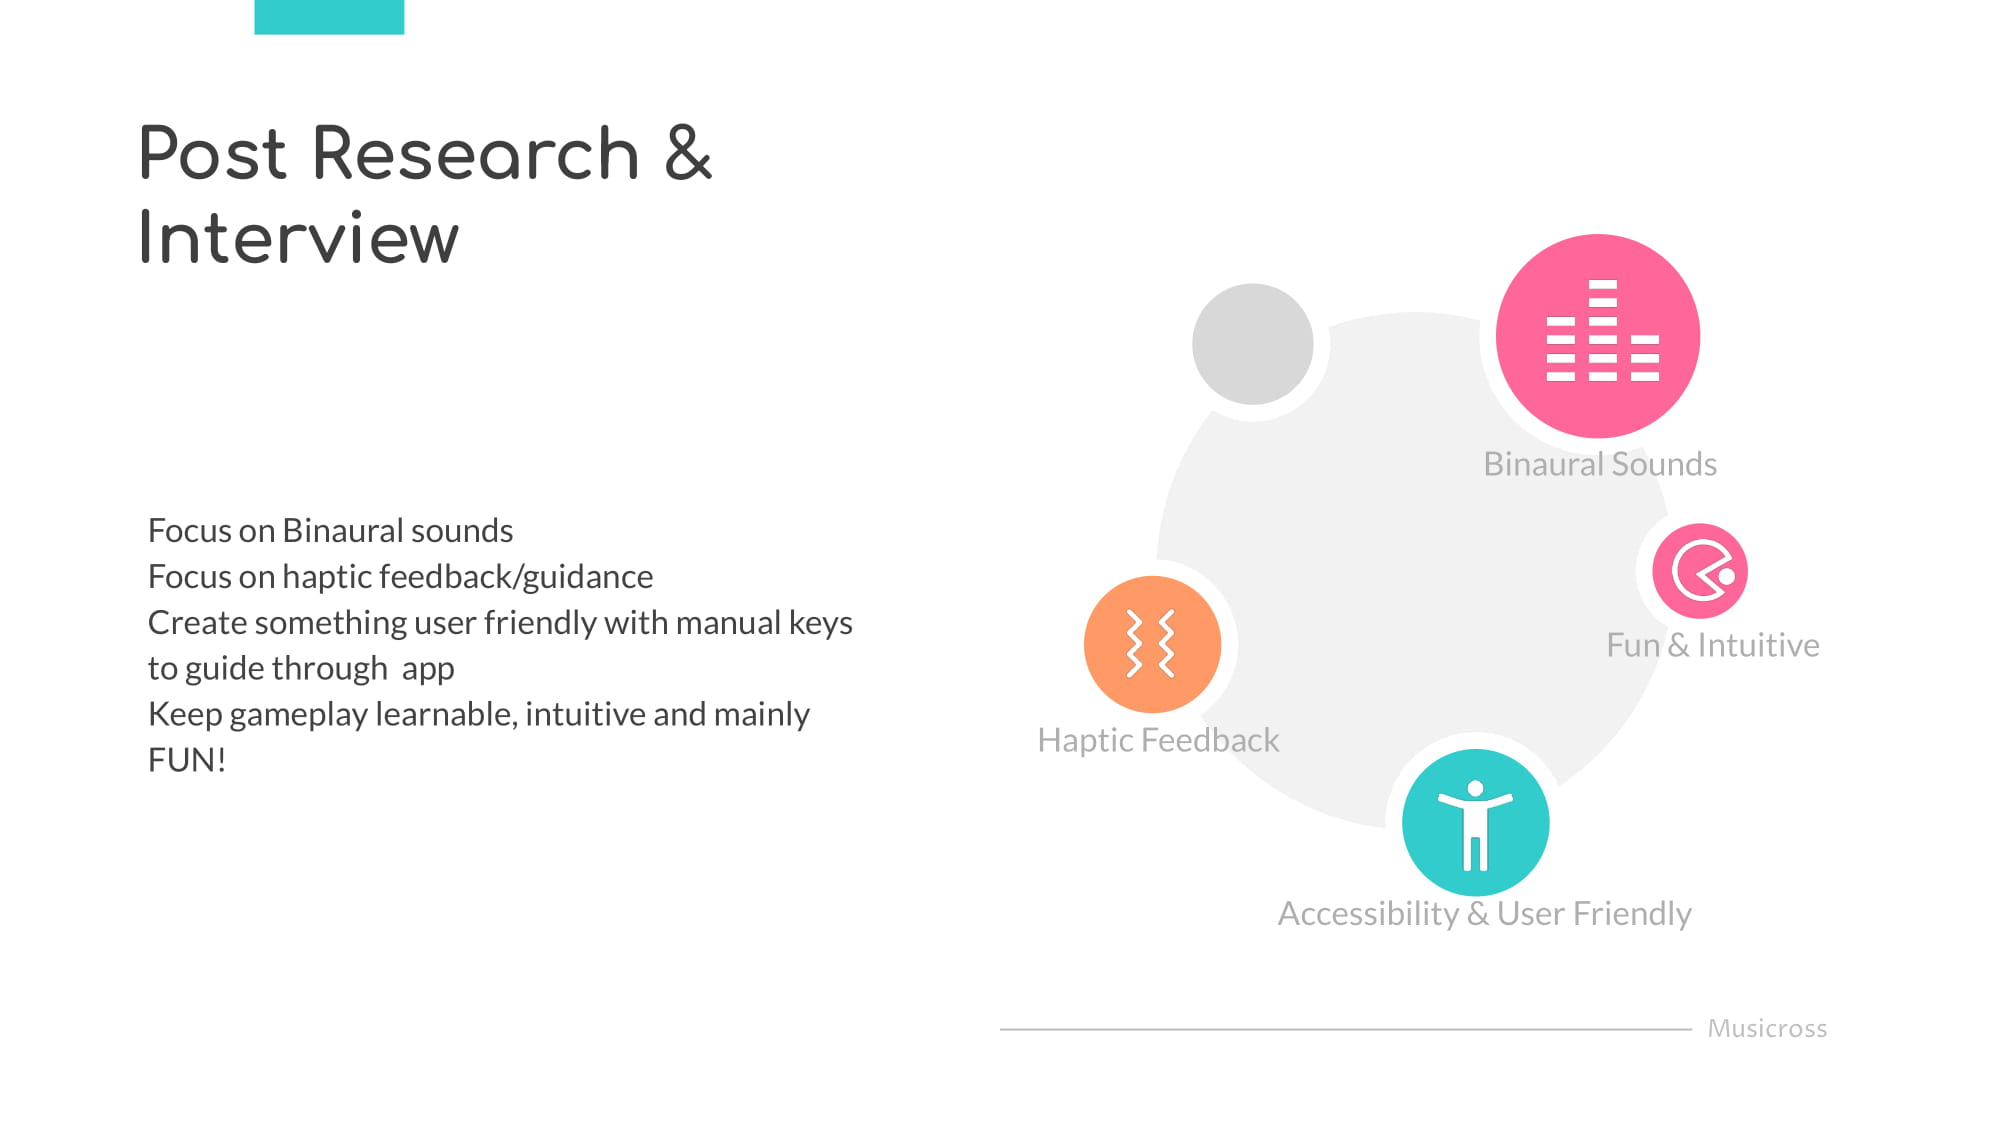 Post Research &
Interview
Focus on Binaural sounds
Focus on haptic feedback/guidance
Create something user friendly with manual keys
to guide through  app
Keep gameplay learnable, intuitive and mainly
FUN!
Binaural Sounds
Fun & Intuitive
Haptic Feedback
Accessibility & User Friendly
Musicross